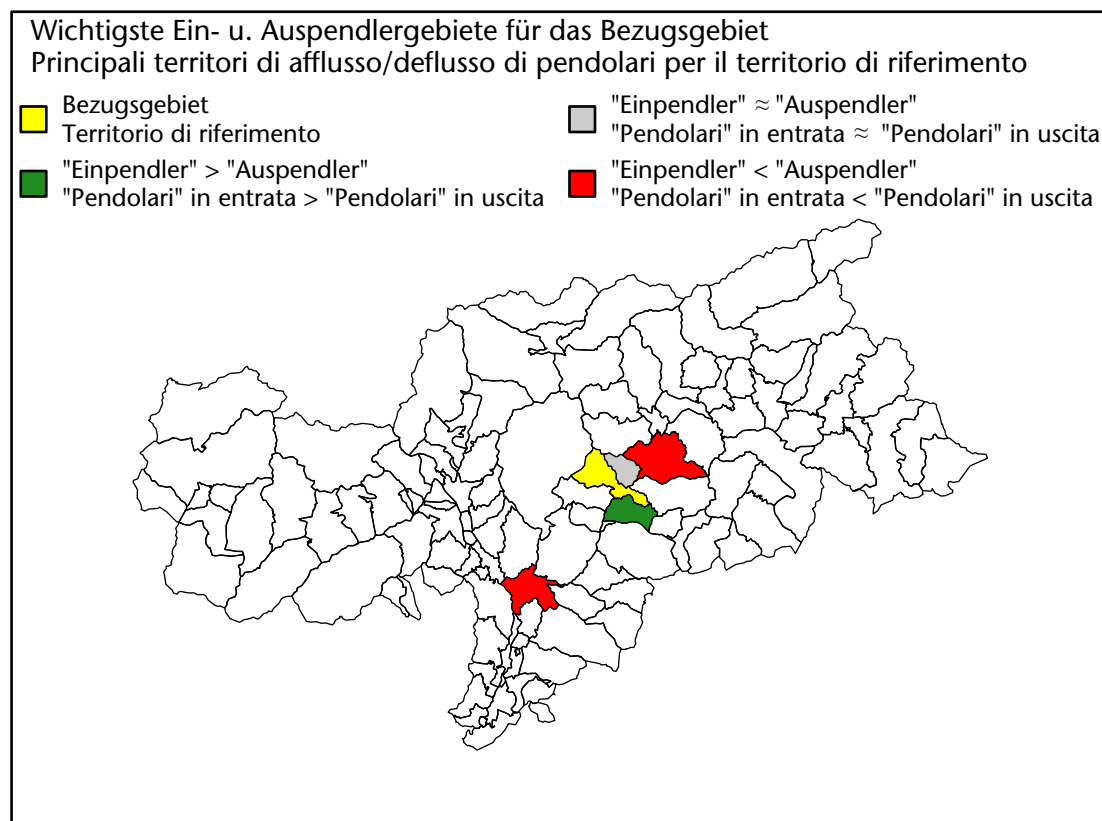 Wichtigste Ein- u. Auspendlergebiete für das Bezugsgebiet
Principali territori di afflusso/deflusso di pendolari per il territorio di riferimento
Bezugsgebiet
Territorio di riferimento
"Einpendler" > "Auspendler"
"Pendolari" in entrata > "Pendolari" in uscita
"Einpendler" ≈ "Auspendler"
"Pendolari" in entrata ≈ "Pendolari" in uscita
"Einpendler" < "Auspendler"
"Pendolari" in entrata < "Pendolari" in uscita